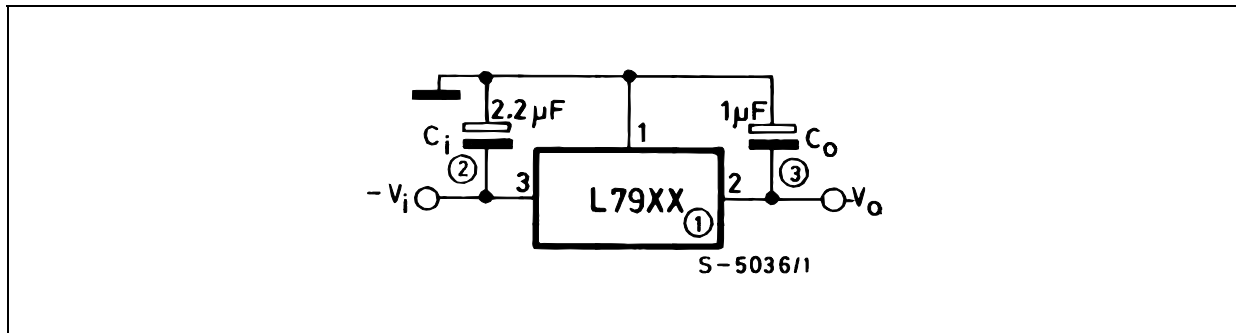 2.2µF
1µF
Ci
1
Co
②
③
-Vi
3
L79XX
①
2
-Vo
S-5036/1